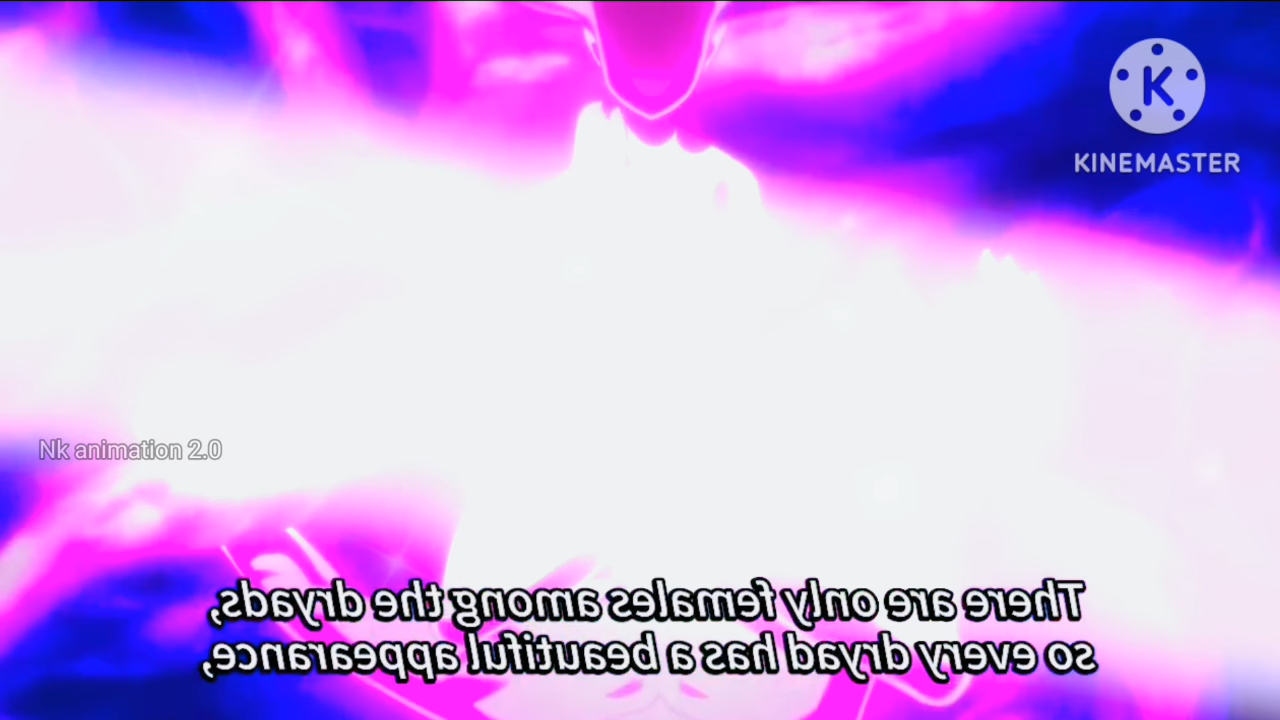 K
KINEMASTER
Nk animation 2.0
There are only females among the dryads,
so every dryad has a beautiful appearance,